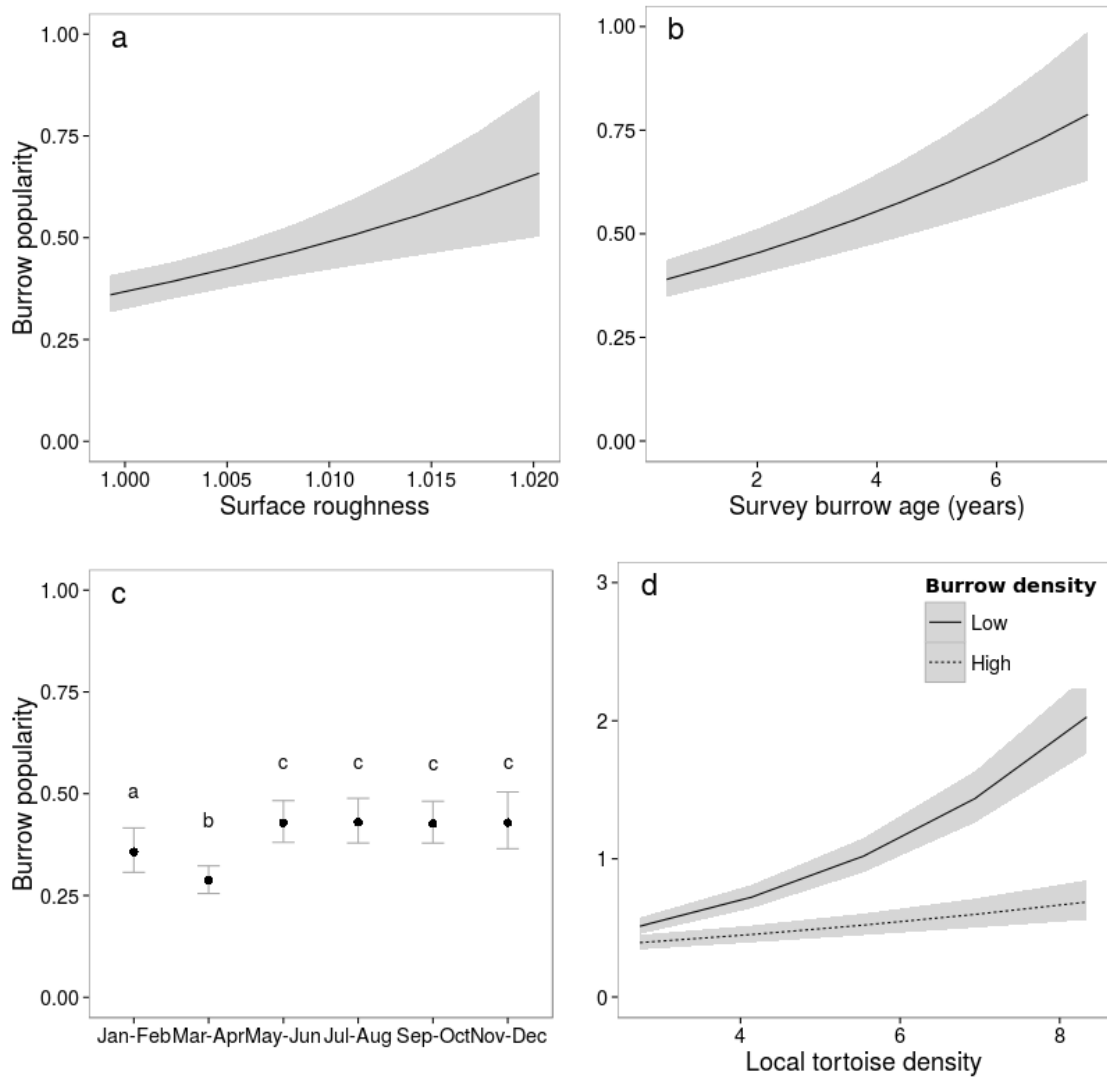 a
1.00
0.75
0.50
0.25
0.00
Burrow popularity
1.000 1.005 1.010 1.015 1.020
Surface roughness
b
1.00
0.75
0.50
0.25
0.00
2 4 6
Survey burrow age (years)
c
1.00
0.75
0.50
0.25
0.00
Burrow popularity
a b c c c c
Jan-Feb Mar-Apr May-Jun Jul-Aug Sep-Oct Nov-Dec
d
Burrow density
Low
High
3
2
1
0
4 6 8
Local tortoise density